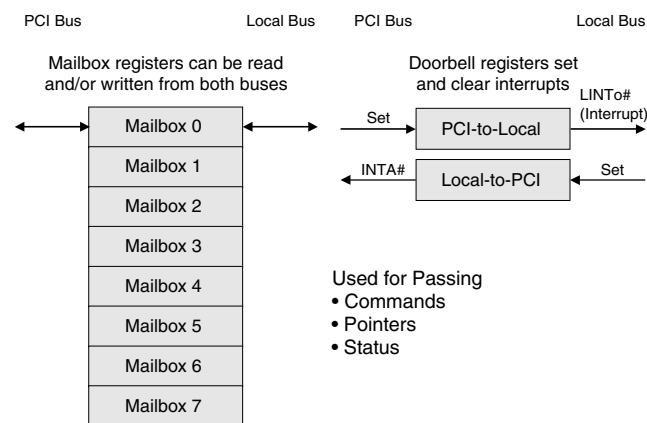 PCI Bus
Local Bus
Mailbox registers can be read
and/or written from both buses
Mailbox 0
Mailbox 1
Mailbox 2
Mailbox 3
Mailbox 4
Mailbox 5
Mailbox 6
Mailbox 7
PCI Bus
Local Bus
Doorbell registers set
and clear interrupts
Set
PCI-to-Local
LINTo#
(Interrupt)
INTA#
Local-to-PCI
Set
Used for Passing
• Commands
• Pointers
• Status